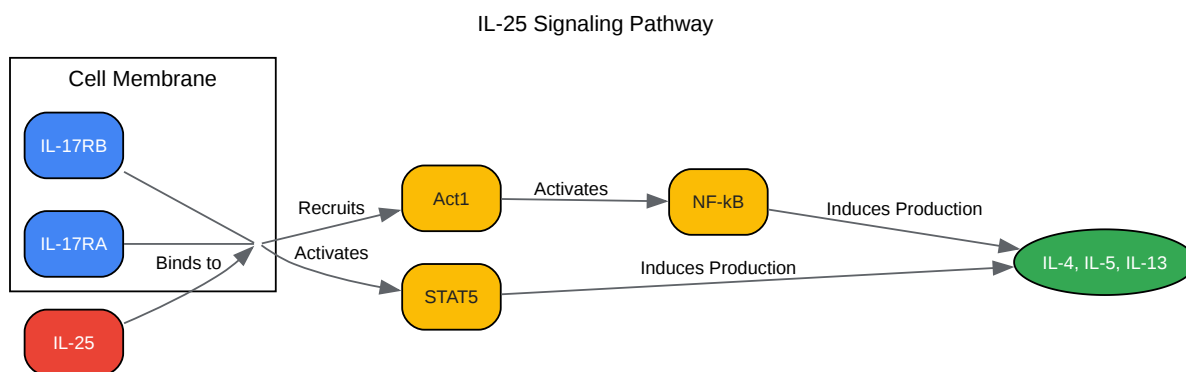 IL-25 Signaling Pathway
Cell Membrane
IL-17RB
IL-17RA
IL-25
Binds to
Recruits
Activates
Act1
STAT5
Activates
NF-kB
Induces Production
Induces Production
IL-4, IL-5, IL-13